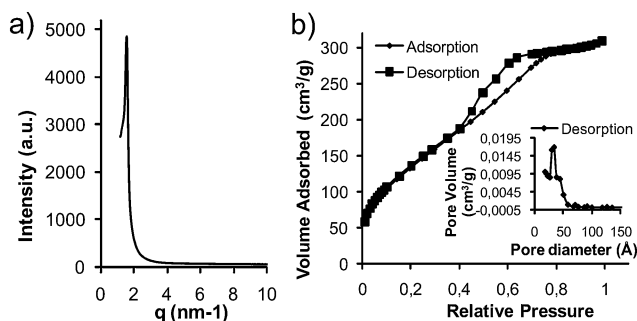 a)
Intensity (a.u.)
5000
4000
3000
2000
1000
0
0 2 4 6 8 10
q (nm-1)
b)
Volume Adsorbed (cm³/g)
350
300
250
200
150
100
50
0
Adsorption
Desorption
0 0,2 0,4 0,6 0,8 1
Relative Pressure
Desorption
Pore Volume
(cm³/g)
0,0195
0,0145
0,0095
0,0045
-0,0005
0 50 100 150
Pore diameter (Å)